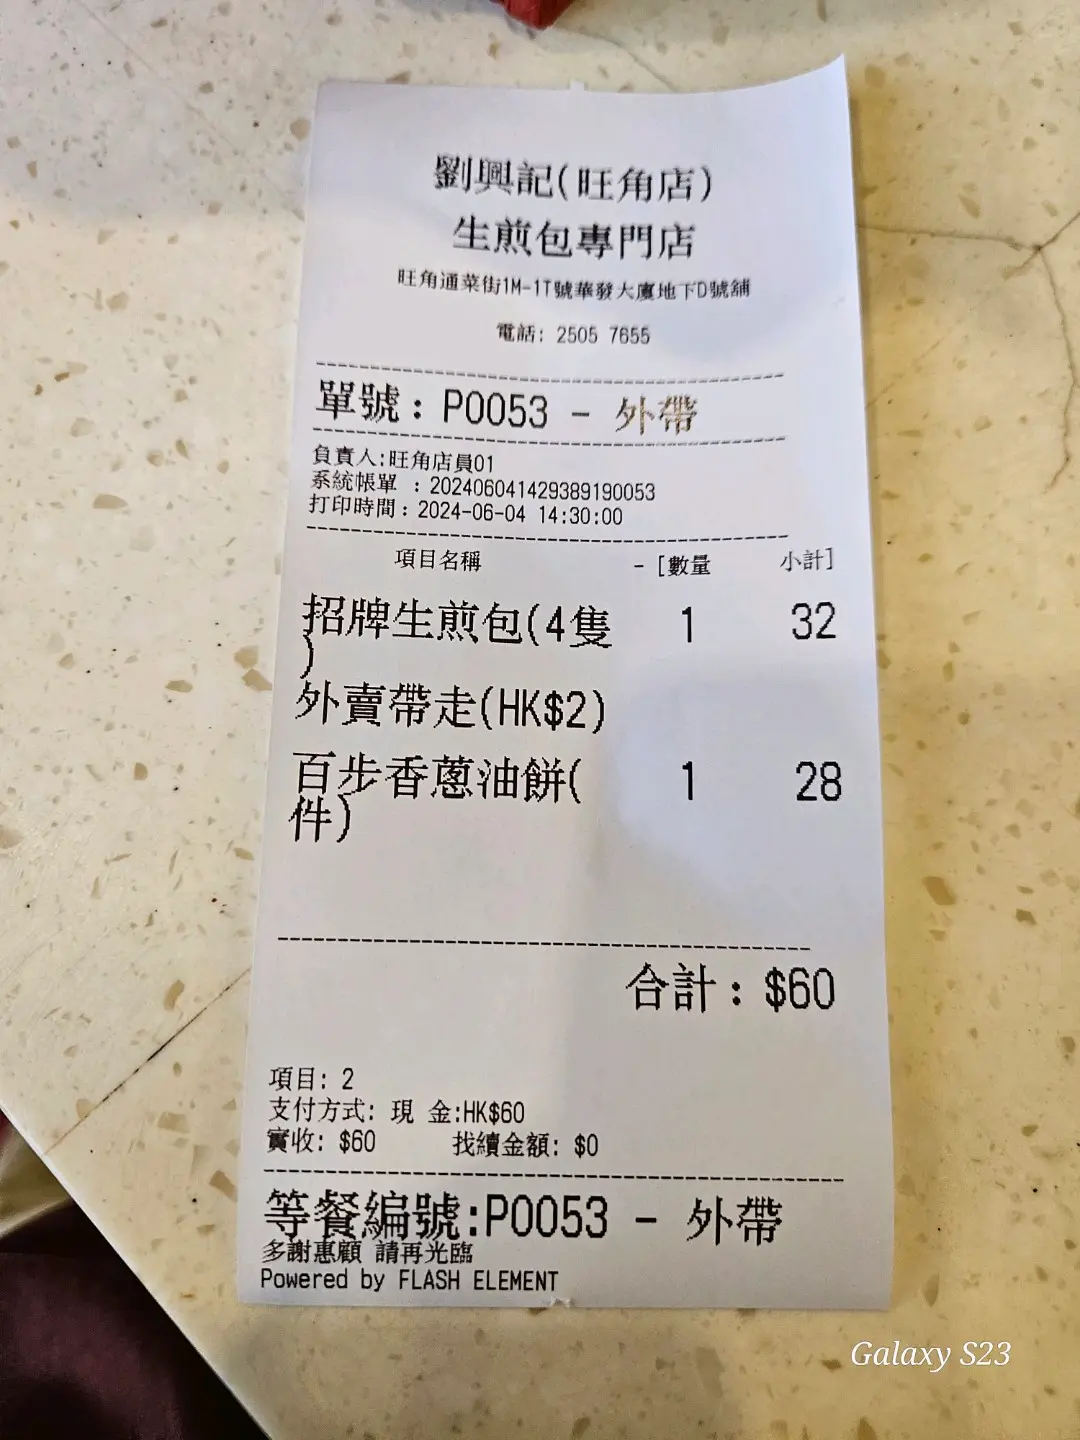 劉興記(旺角店)
生煎包專門店
旺角通菜街1M-1T號華發大廈地下D號舖
電話: 2505 7655
單號: P0053 - 外帶
負責人:旺角店員01
系統帳單 : 202406041429389190053
打印時間: 2024-06-04 14:30:00
項目名稱 - [數量 小計]
招牌生煎包(4隻 1 32
)
外賣帶走(HK$2)
百步香蔥油餅( 1 28
件)
合計: $60
項目: 2
支付方式: 現 金:HK$60
實收: $60 找續金額: $0
等餐編號:P0053 - 外帶
多謝惠顧 請再光臨
Powered by FLASH ELEMENT
Galaxy S23